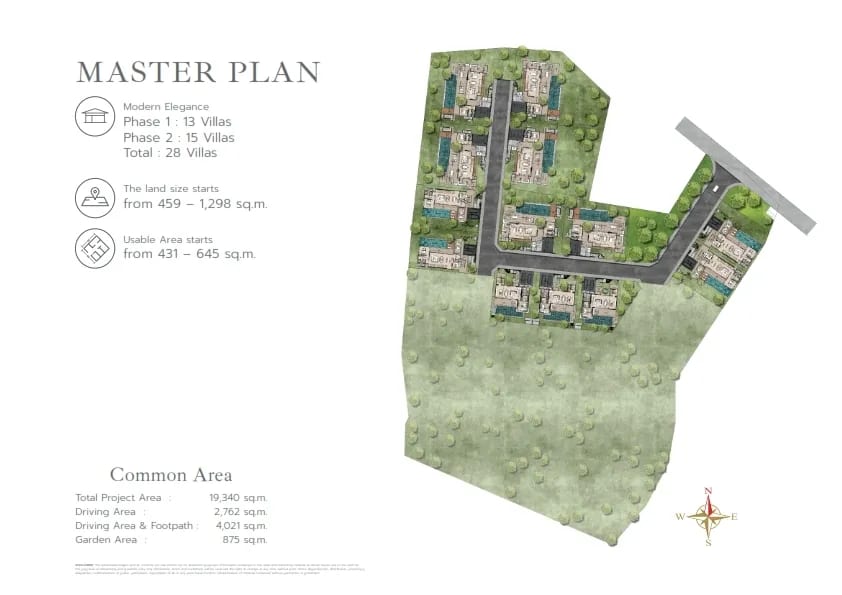 MASTER PLAN
Modern Elegance
Phase 1 : 13 Villas
Phase 2 : 15 Villas
Total : 28 Villas
The land size starts
from 459 – 1,298 sq.m.
Usable Area starts
from 431 – 645 sq.m.
Common Area
Total Project Area : 19,340 sq.m.
Driving Area : 2,762 sq.m.
Driving Area & Footpath : 4,021 sq.m.
Garden Area : 875 sq.m.
N
W E
S